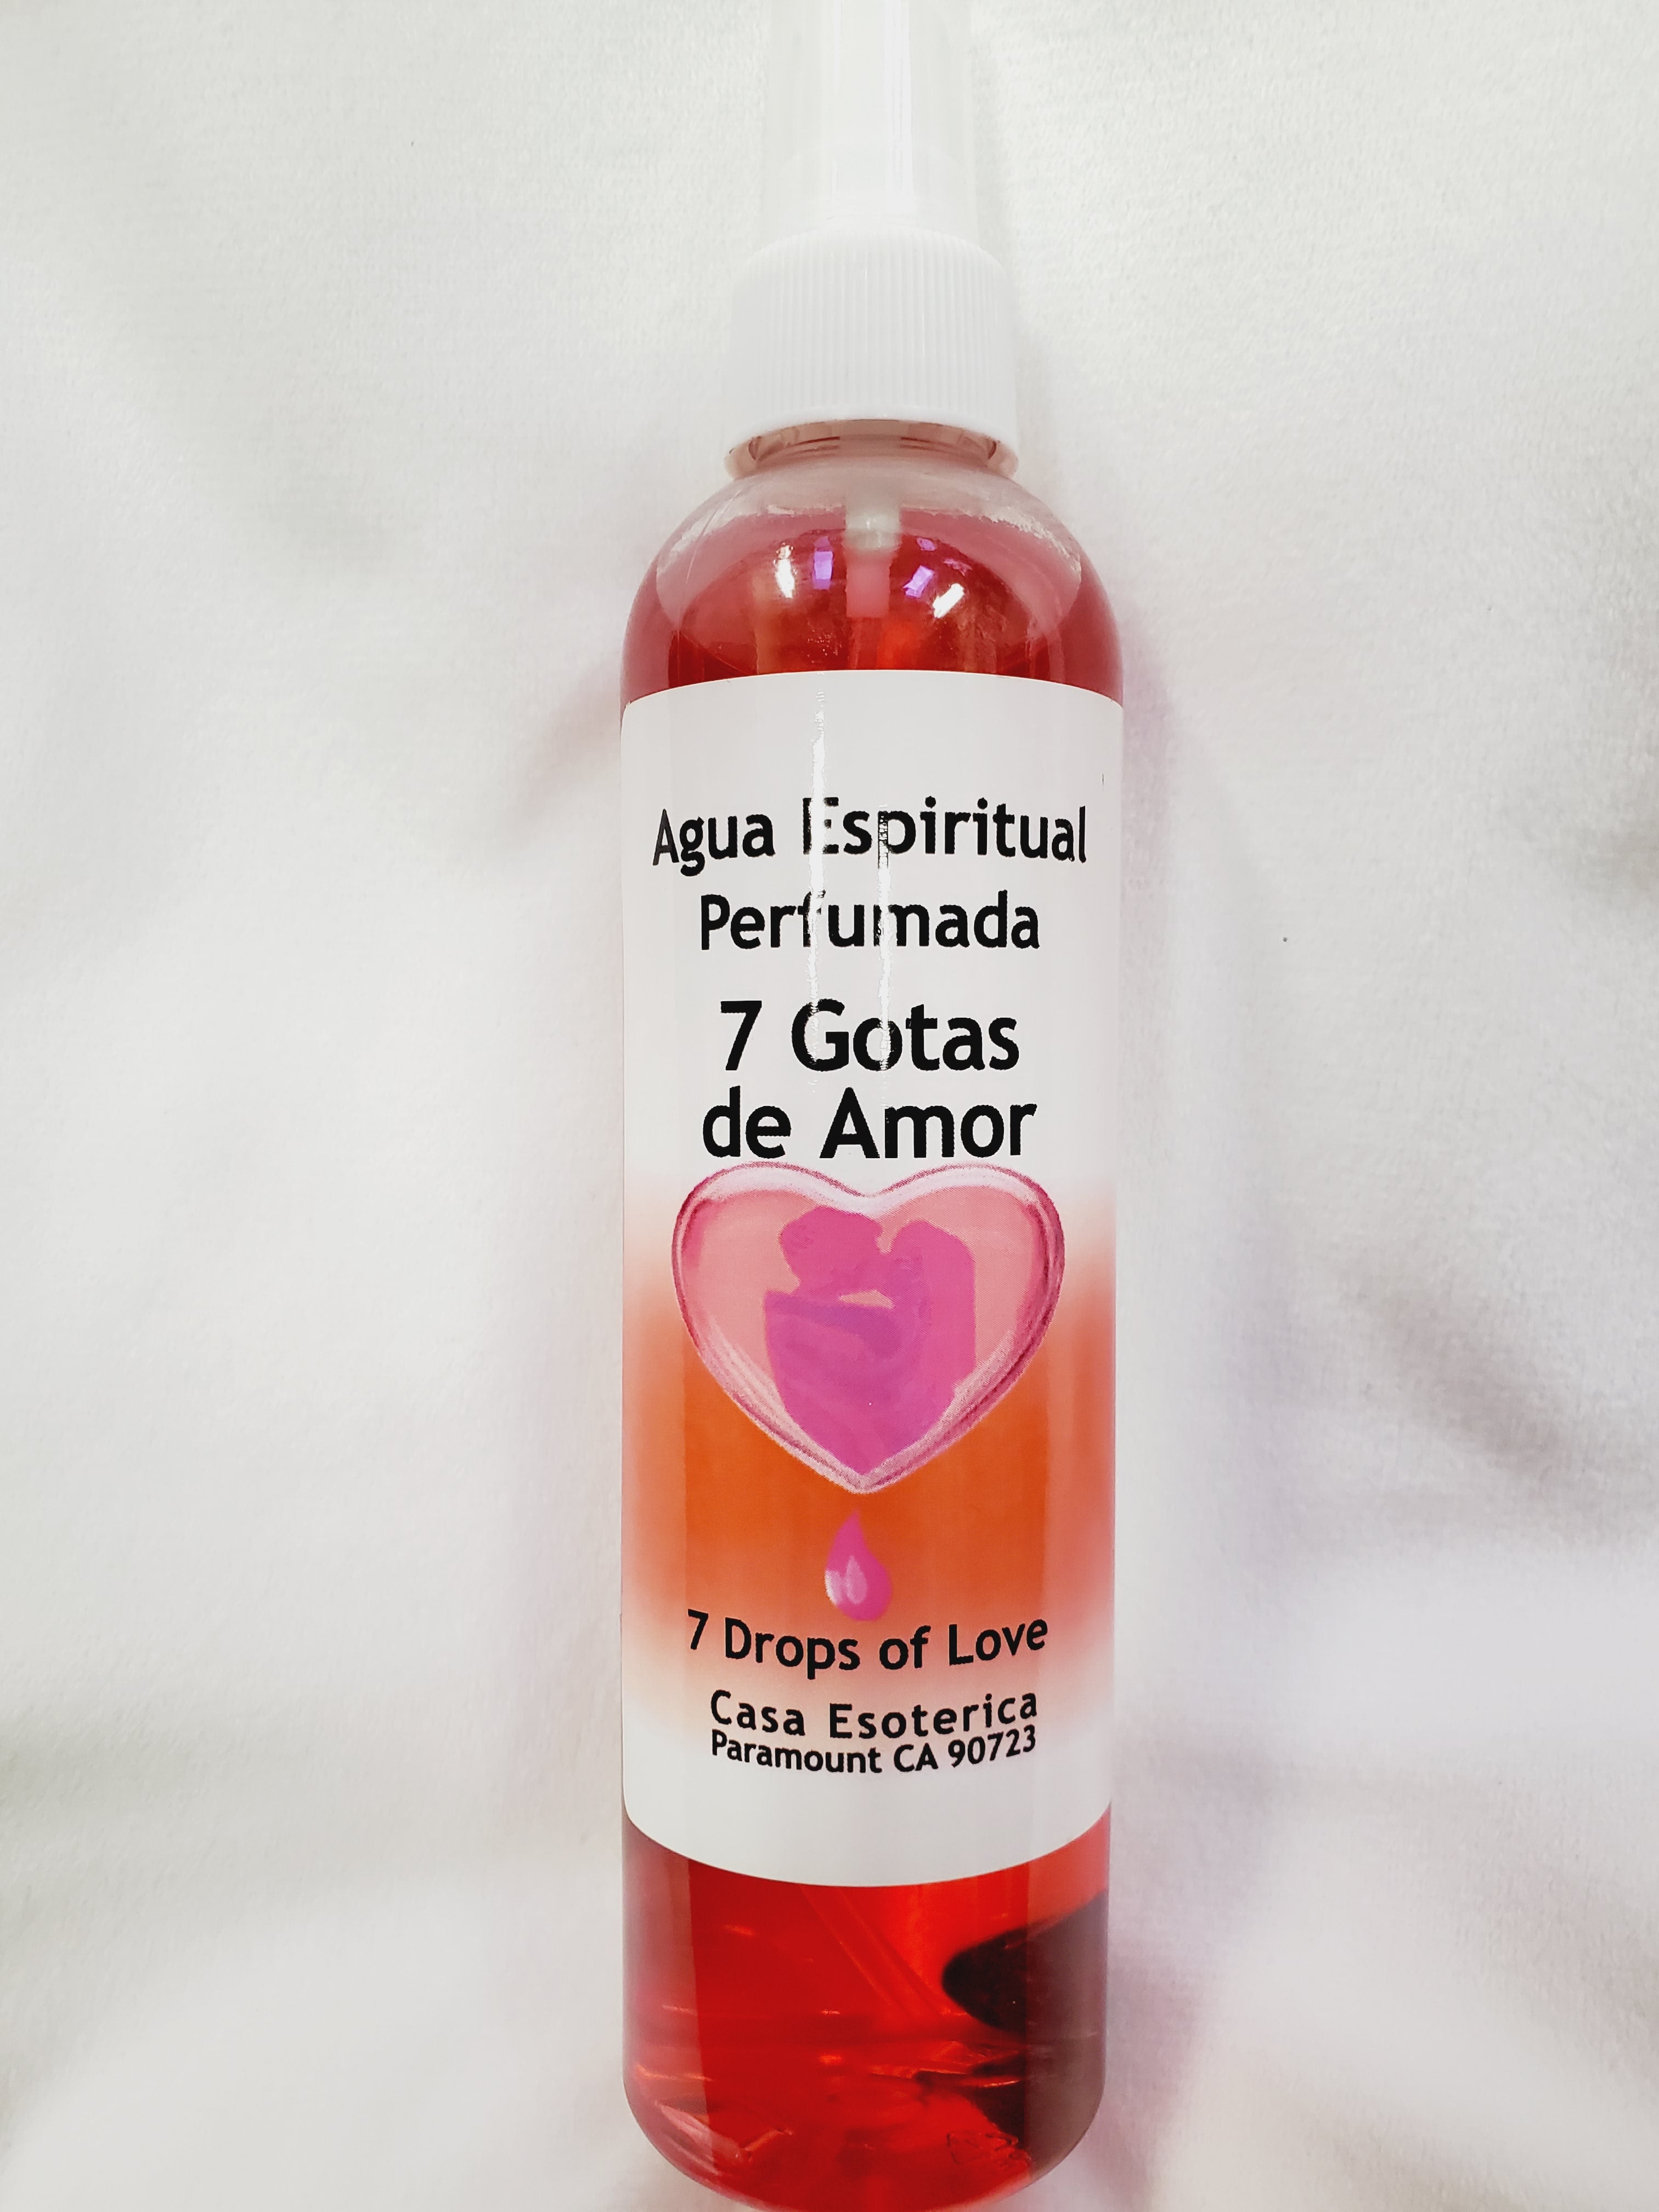 Agua Espiritual
Perfumada
7 Gotas
de Amor
7 Drops of Love
Casa Esoterica
Paramount CA 90723